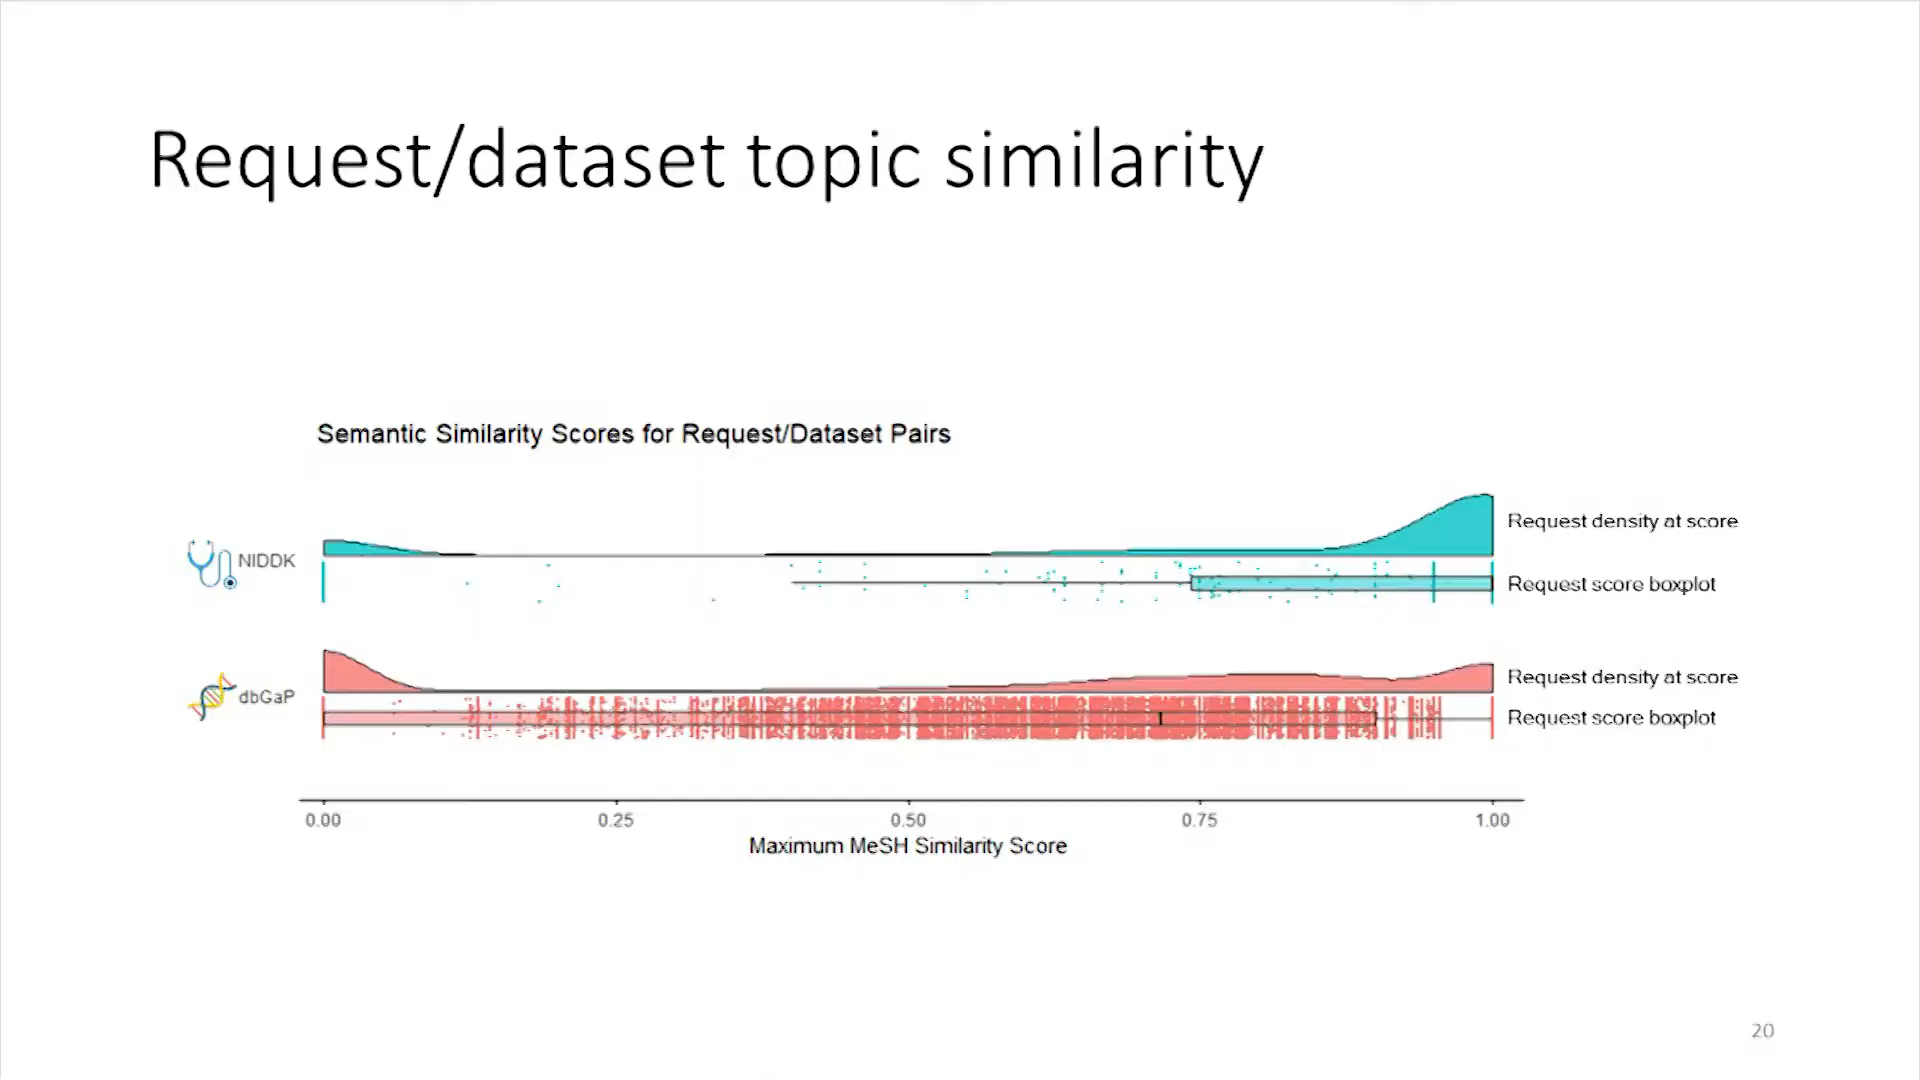 Request/dataset topic similarity
Semantic Similarity Scores for Request/Dataset Pairs
Request density at score
NIDDK
Request score boxplot
Request density at score
dbGaP
Request score boxplot
0.00 0.25 0.50 0.75 1.00
Maximum MeSH Similarity Score
20